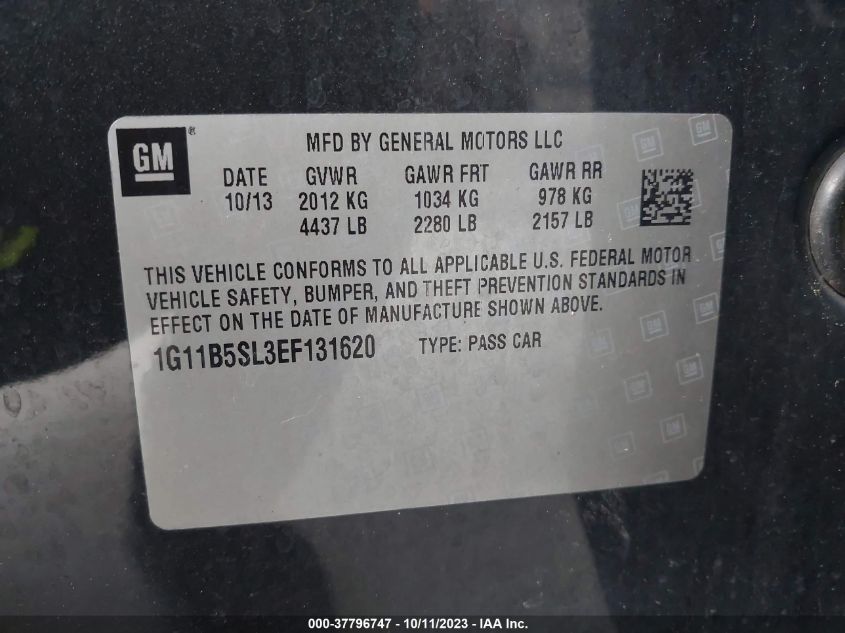 GM®
MFD BY GENERAL MOTORS LLC
DATE GVWR GAWR FRT GAWR RR
10/13 2012 KG 1034 KG 978 KG
4437 LB 2280 LB 2157 LB
THIS VEHICLE CONFORMS TO ALL APPLICABLE U.S. FEDERAL MOTOR
VEHICLE SAFETY, BUMPER, AND THEFT PREVENTION STANDARDS IN
EFFECT ON THE DATE OF MANUFACTURE SHOWN ABOVE.
1G11B5SL3EF131620 TYPE: PASS CAR
000-37796747 - 10/11/2023 - IAA Inc.